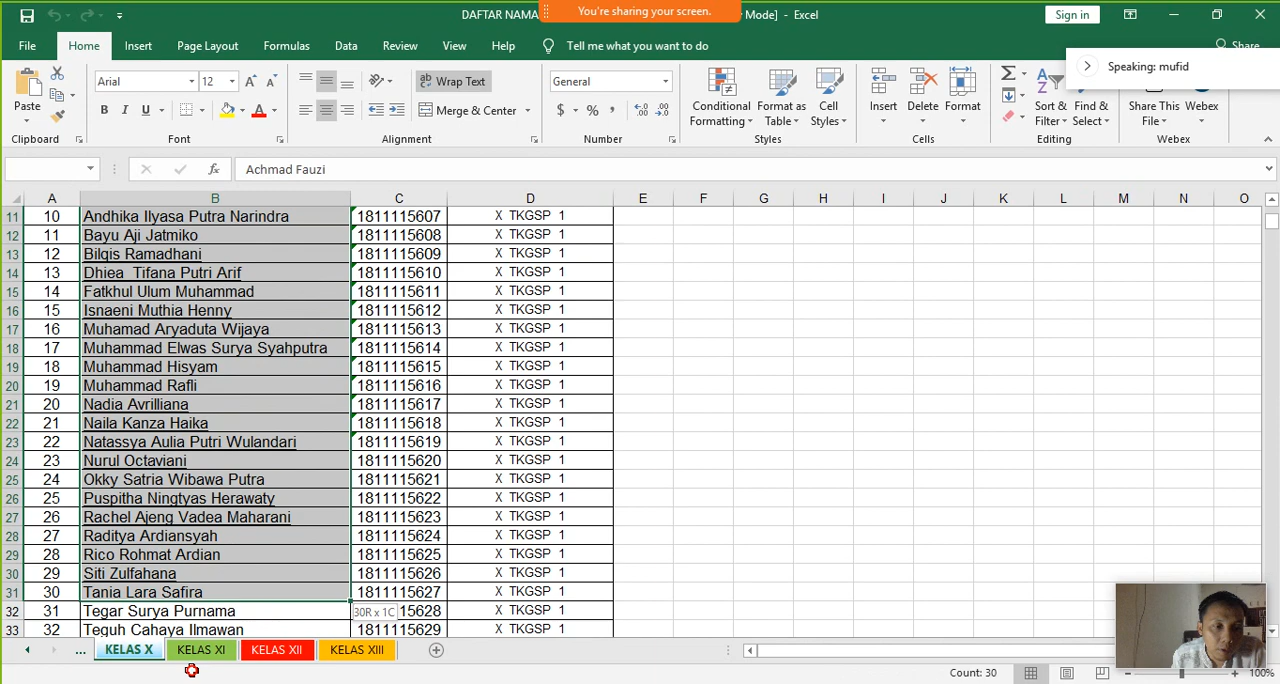 DAFTAR NAMA
You're sharing your screen.
Mode] - Excel
Sign in
File Home Insert Page Layout Formulas Data Review View Help Tell me what you want to do
Share
Speaking: mufid
Paste
Arial 12
Wrap Text
General
Merge & Center
Conditional Formatting
Format as Table
Cell Styles
Insert
Delete
Format
Sort & Filter
Find & Select
Share This File
Webex
Clipboard Font Alignment Number Styles Cells Editing Webex
fx Achmad Fauzi
A B C D E F G H I J K L M N O
11 10 Andhika Ilyasa Putra Narindra 1811115607 X TKGSP 1
12 11 Bayu Aji Jatmiko 1811115608 X TKGSP 1
13 12 Bilqis Ramadhani 1811115609 X TKGSP 1
14 13 Dhiea Tifana Putri Arif 1811115610 X TKGSP 1
15 14 Fatkhul Ulum Muhammad 1811115611 X TKGSP 1
16 15 Isnaeni Muthia Henny 1811115612 X TKGSP 1
17 16 Muhamad Aryaduta Wijaya 1811115613 X TKGSP 1
18 17 Muhammad Elwas Surya Syahputra 1811115614 X TKGSP 1
19 18 Muhammad Hisyam 1811115615 X TKGSP 1
20 19 Muhammad Rafli 1811115616 X TKGSP 1
21 20 Nadia Avrilliana 1811115617 X TKGSP 1
22 21 Naila Kanza Haika 1811115618 X TKGSP 1
23 22 Natassya Aulia Putri Wulandari 1811115619 X TKGSP 1
24 23 Nurul Octaviani 1811115620 X TKGSP 1
25 24 Okky Satria Wibawa Putra 1811115621 X TKGSP 1
26 25 Puspitha Ningtyas Herawaty 1811115622 X TKGSP 1
27 26 Rachel Ajeng Vadea Maharani 1811115623 X TKGSP 1
28 27 Raditya Ardiansyah 1811115624 X TKGSP 1
29 28 Rico Rohmat Ardian 1811115625 X TKGSP 1
30 29 Siti Zulfahana 1811115626 X TKGSP 1
31 30 Tania Lara Safira 1811115627 X TKGSP 1
32 31 Tegar Surya Purnama 30R x 1C 15628 X TKGSP 1
33 32 Teguh Cahaya Ilmawan 1811115629 X TKGSP 1
... KELAS X KELAS XI KELAS XII KELAS XIII
Count: 30
100%